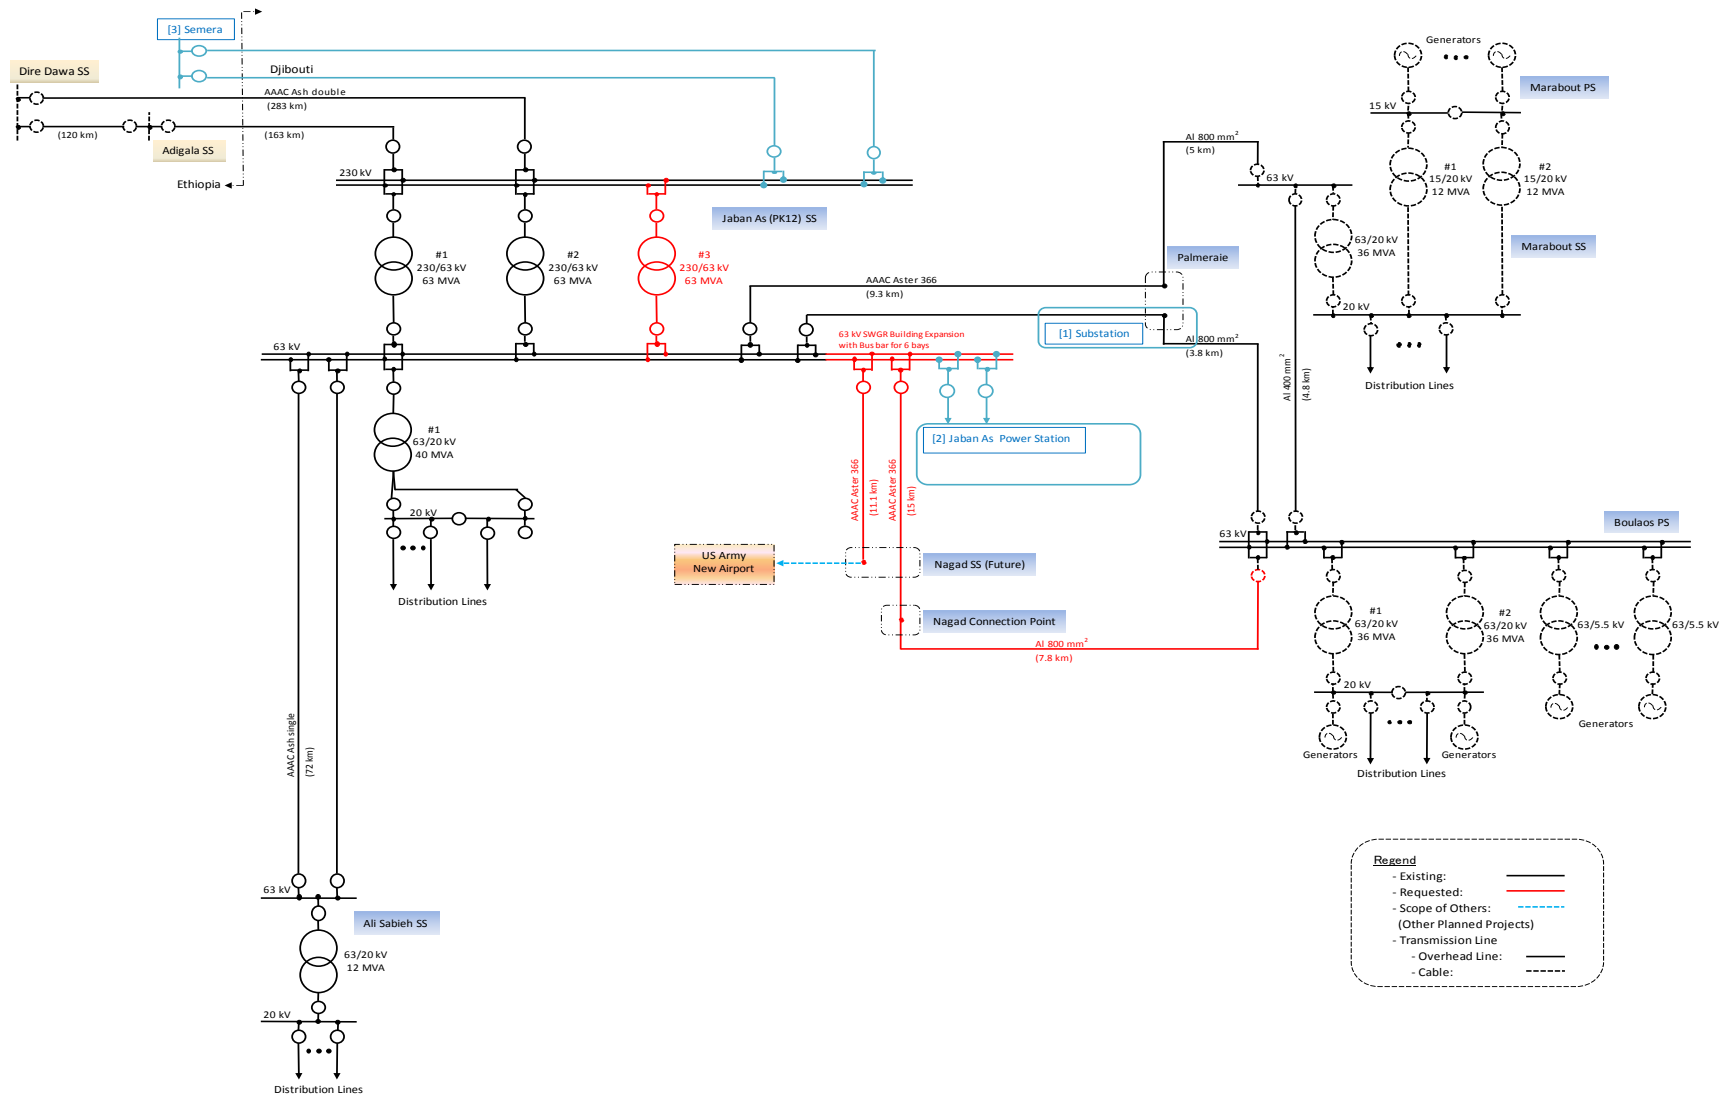 [3] Semera
Dire Dawa SS
Djibouti
AAAC Ash double
(283 km)
(120 km)
(163 km)
Adigala SS
Ethiopia
230 kV
Jaban As (PK12) SS
#1
230/63 kV
63 MVA
#2
230/63 kV
63 MVA
#3
230/63 kV
63 MVA
AAAC Aster 366
(9.3 km)
Palmeraie
[1] Substation
Al 800 mm2
(5 km)
Al 800 mm2
(3.8 km)
Al 400 mm2
(4.8 km)
Generators
Marabout PS
15 kV
#1
15/20 kV
12 MVA
#2
15/20 kV
12 MVA
63 kV
63/20 kV
36 MVA
Marabout SS
20 kV
Distribution Lines
63 kV
63 kV SWGR Building Expansion
with Bus bar for 6 bays
#1
63/20 kV
40 MVA
20 kV
Distribution Lines
[2] Jaban As Power Station
AAAC Aster 366
(11.1 km)
AAAC Aster 366
(15 km)
US Army
New Airport
Nagad SS (Future)
Nagad Connection Point
Al 800 mm2
(7.8 km)
Boulaos PS
63 kV
#1
63/20 kV
36 MVA
#2
63/20 kV
36 MVA
63/5.5 kV
63/5.5 kV
20 kV
Generators
Generators
Generators
Distribution Lines
AAAC Ash single
(72 km)
63 kV
Ali Sabieh SS
63/20 kV
12 MVA
20 kV
Distribution Lines
Regend
- Existing:
- Requested:
- Scope of Others:
(Other Planned Projects)
- Transmission Line
- Overhead Line:
- Cable: